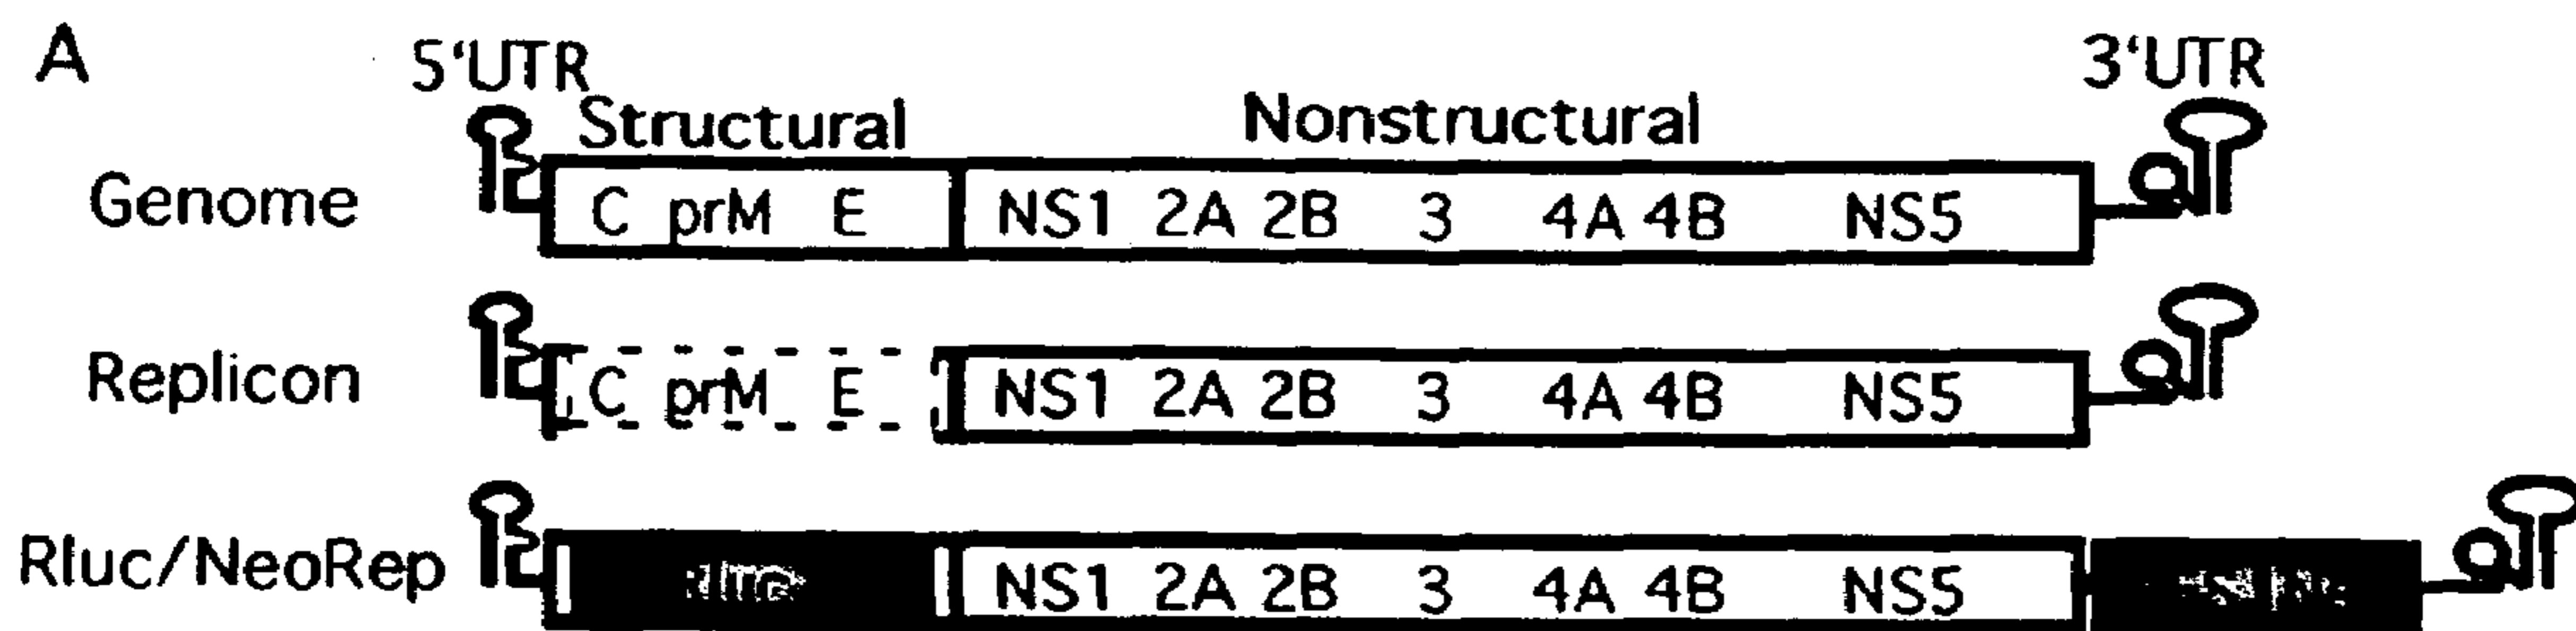 A
5'UTR
3'UTR
Structural
Nonstructural
Genome
C prM E NS1 2A 2B 3 4A 4B NS5
Replicon
C prM E NS1 2A 2B 3 4A 4B NS5
Rluc/NeoRep
NS1 2A 2B 3 4A 4B NS5